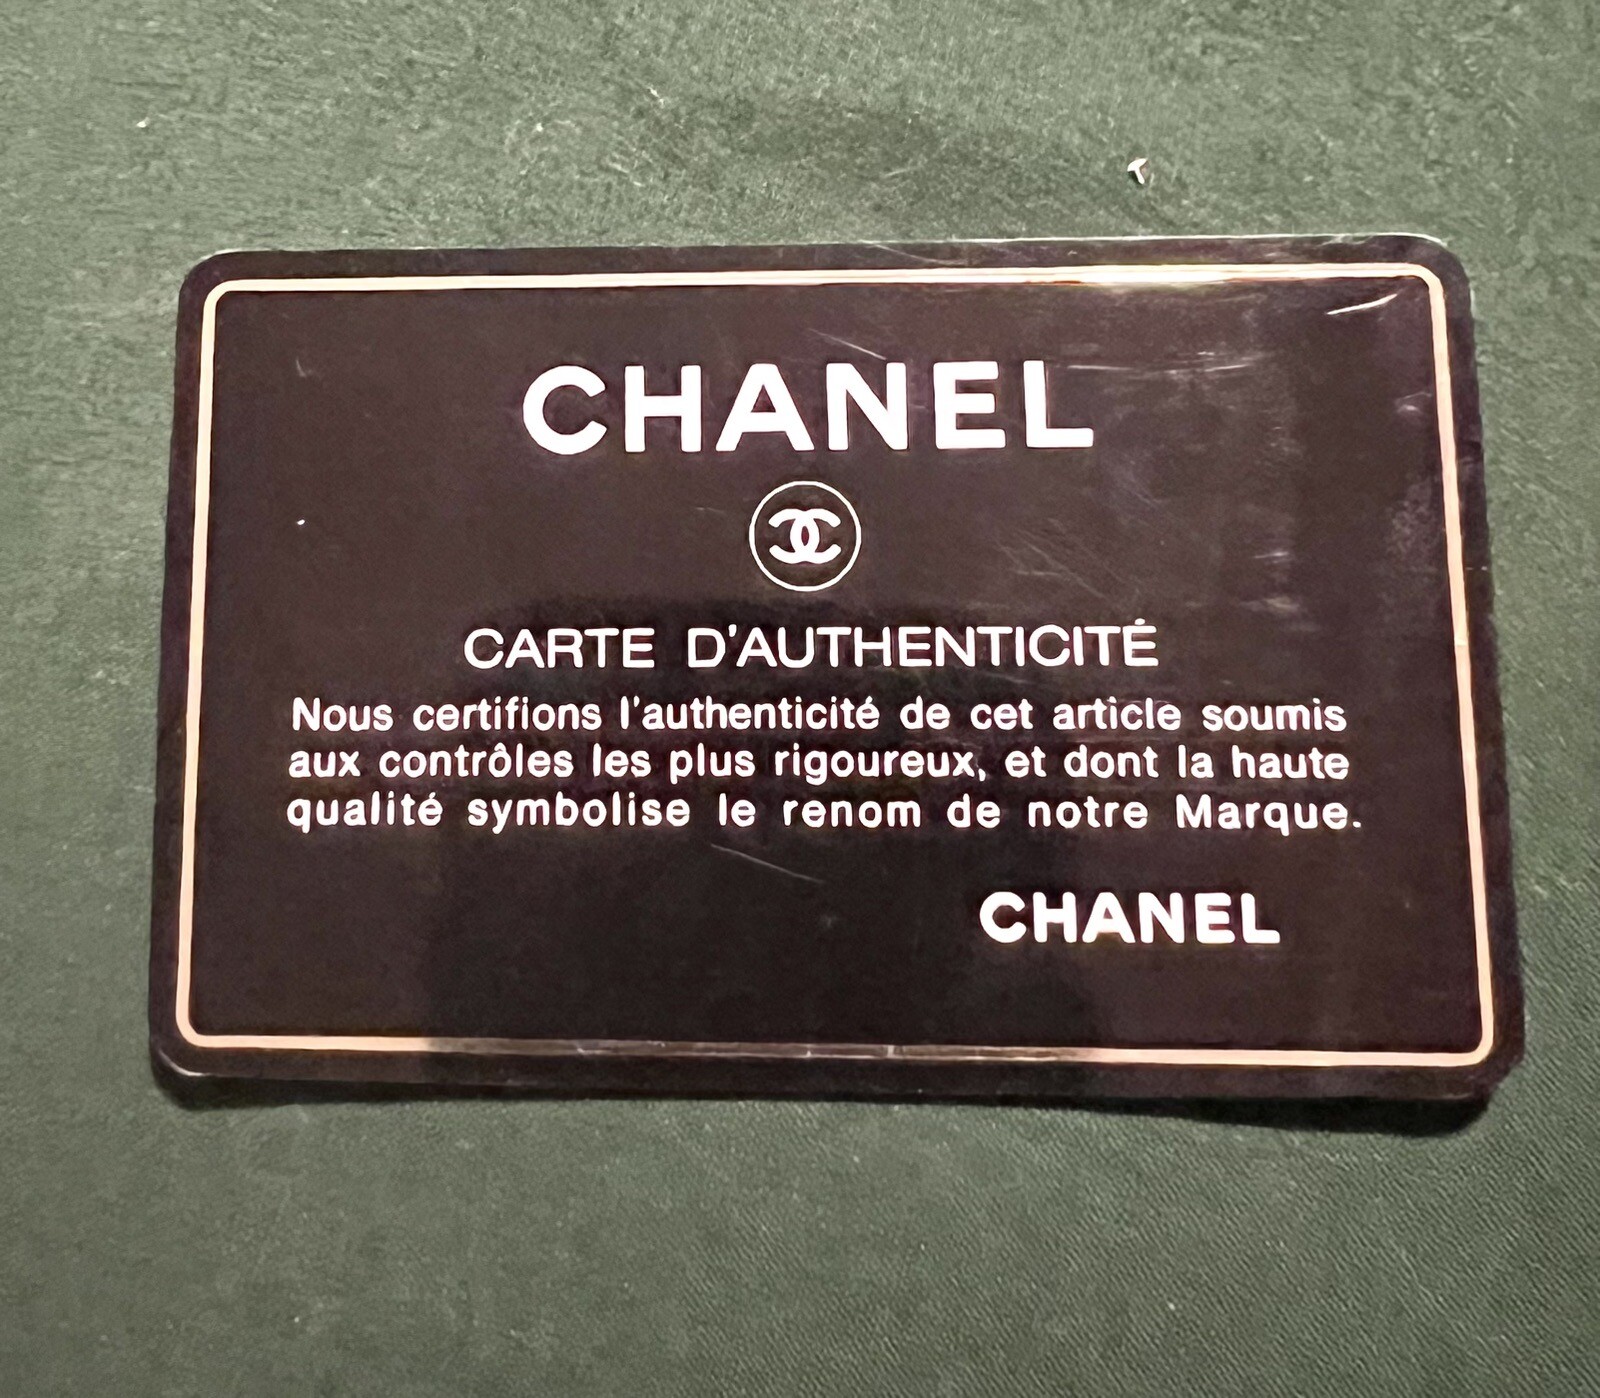 CHANEL
CARTE D'AUTHENTICITÉ
Nous certifions l'authenticité de cet article soumis
aux contrôles les plus rigoureux, et dont la haute
qualité symbolise le renom de notre Marque.
CHANEL